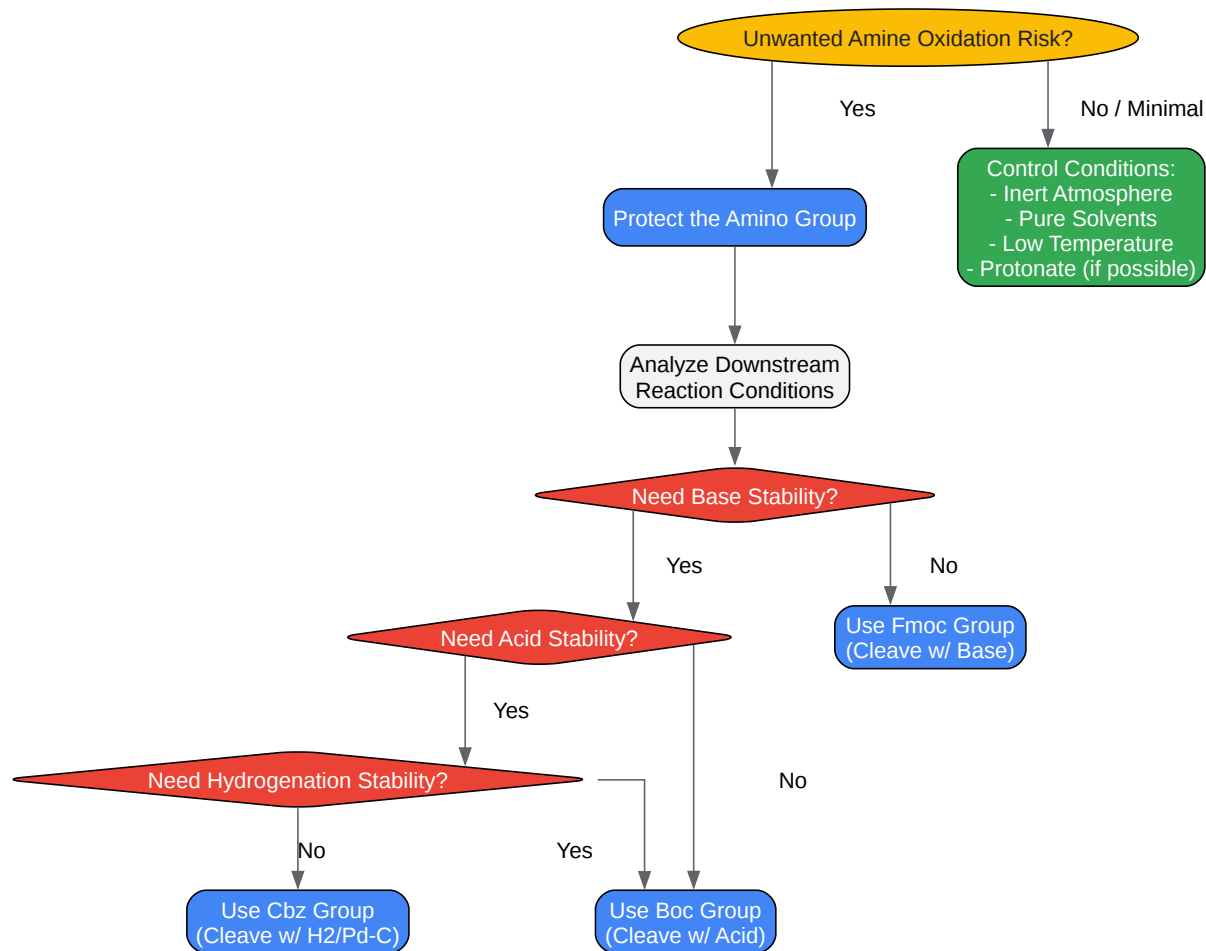 Unwanted Amine Oxidation Risk?
Yes
No / Minimal
Control Conditions:
- Inert Atmosphere
- Pure Solvents
- Low Temperature
- Protonate (if possible)
Protect the Amino Group
Analyze Downstream
Reaction Conditions
Need Base Stability?
Yes
No
Use Fmoc Group
(Cleave w/ Base)
Need Acid Stability?
Yes
No
Need Hydrogenation Stability?
No
Yes
Use Cbz Group
(Cleave w/ H2/Pd-C)
Use Boc Group
(Cleave w/ Acid)